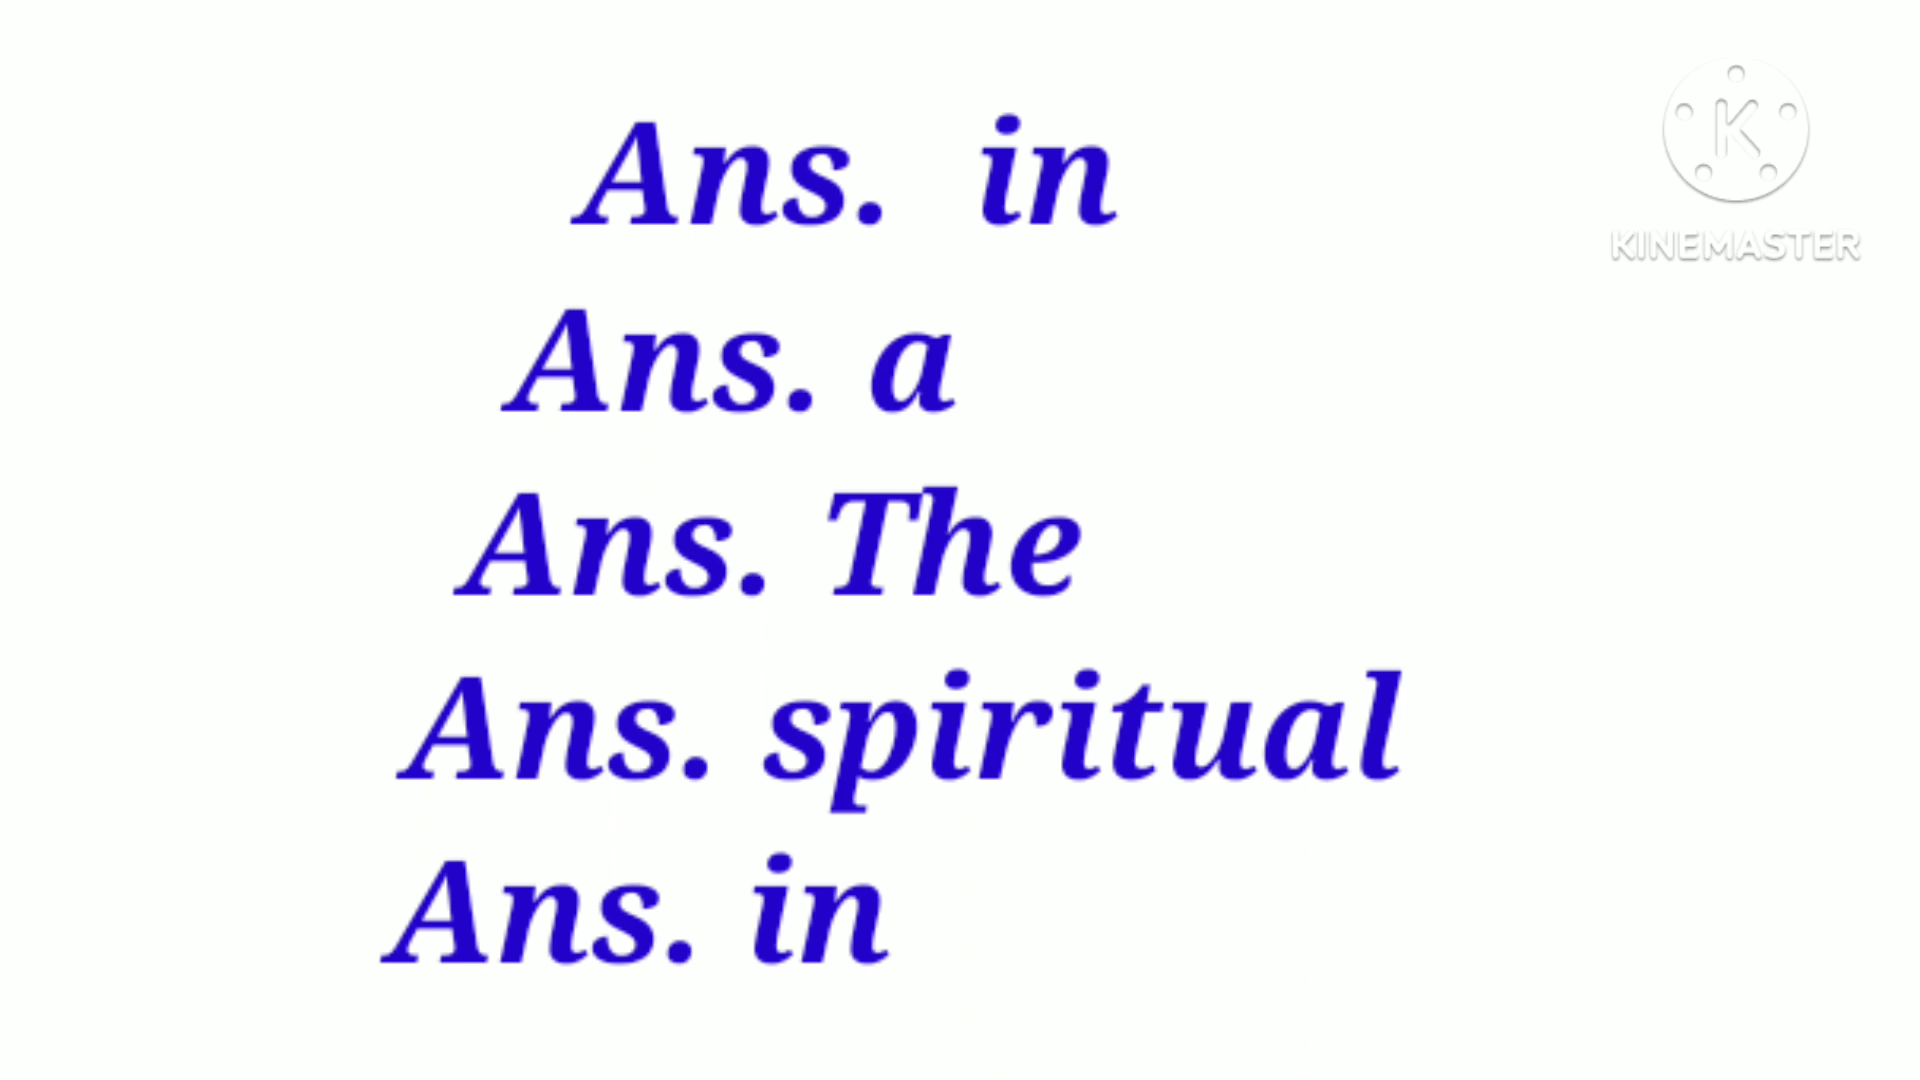 Ans.  in
Ans. a
Ans. The
Ans. spiritual
Ans. in
K
KINEMASTER